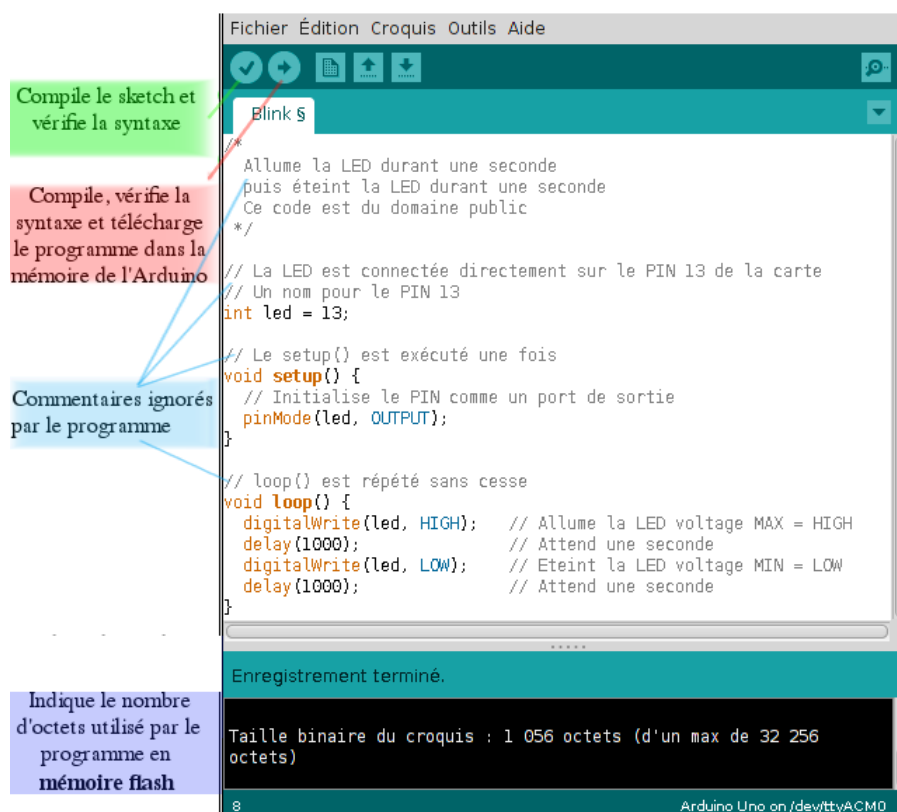 Fichier Édition Croquis Outils Aide
Compile le sketch et
vérifie la syntaxe
Compile, vérifie la
syntaxe et télécharge
le programme dans la
mémoire de l'Arduino
Commentaires ignorés
par le programme
Indique le nombre
d'octets utilisé par le
programme en
mémoire flash
Blink §
/*
Allume la LED durant une seconde
puis éteint la LED durant une seconde
Ce code est du domaine public
*/
// La LED est connectée directement sur le PIN 13 de la carte
// Un nom pour le PIN 13
int led = 13;
// Le setup() est exécuté une fois
void setup() {
// Initialise le PIN comme un port de sortie
pinMode(led, OUTPUT);
}
// loop() est répété sans cesse
void loop() {
digitalWrite(led, HIGH); // Allume la LED voltage MAX = HIGH
delay(1000); // Attend une seconde
digitalWrite(led, LOW); // Eteint la LED voltage MIN = LOW
delay(1000); // Attend une seconde
}
Enregistrement terminé.
Taille binaire du croquis : 1 056 octets (d'un max de 32 256
octets)
8 Arduino Uno on /dev/ttyACM0